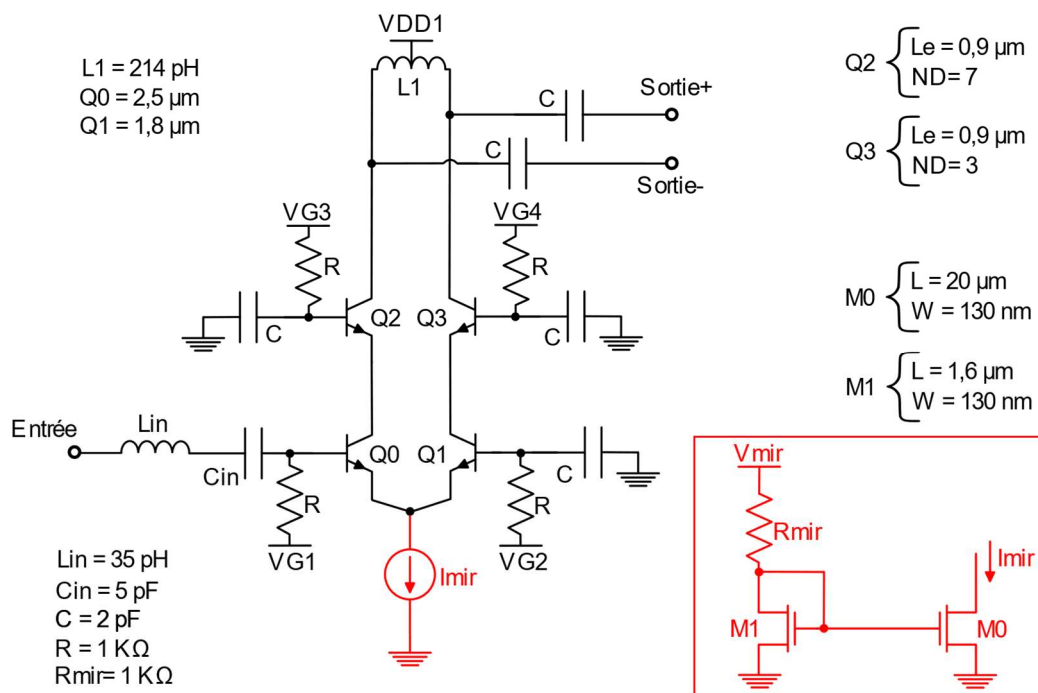 VDD1
L1
L1 = 214 pH
Q0 = 2,5 µm
Q1 = 1,8 µm
C
Sortie+
C
Sortie-
Q2
Le = 0,9 µm
ND= 7
Q3
Le = 0,9 µm
ND = 3
VG3
R
VG4
R
C
Q2
Q3
C
M0
L = 20 µm
W = 130 nm
M1
L = 1,6 µm
W = 130 nm
Entrée
Lin
Cin
Q0
Q1
C
R
R
VG1
VG2
Imir
Lin = 35 pH
Cin = 5 pF
C = 2 pF
R = 1 KΩ
Rmir= 1 KΩ
Vmir
Rmir
Imir
M1
M0